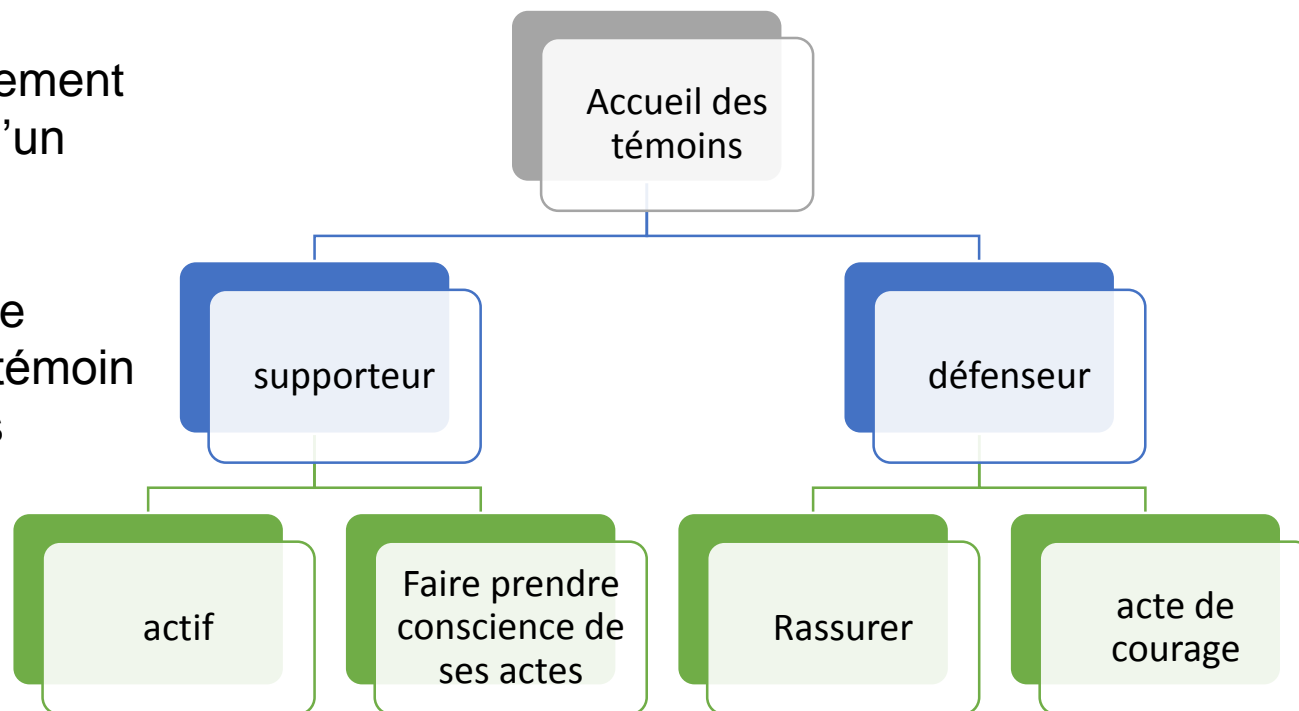 ement
'un
e
témoin
s
Accueil des
témoins
supporteur
défenseur
actif
Faire prendre
conscience de
ses actes
Rassurer
acte de
courage